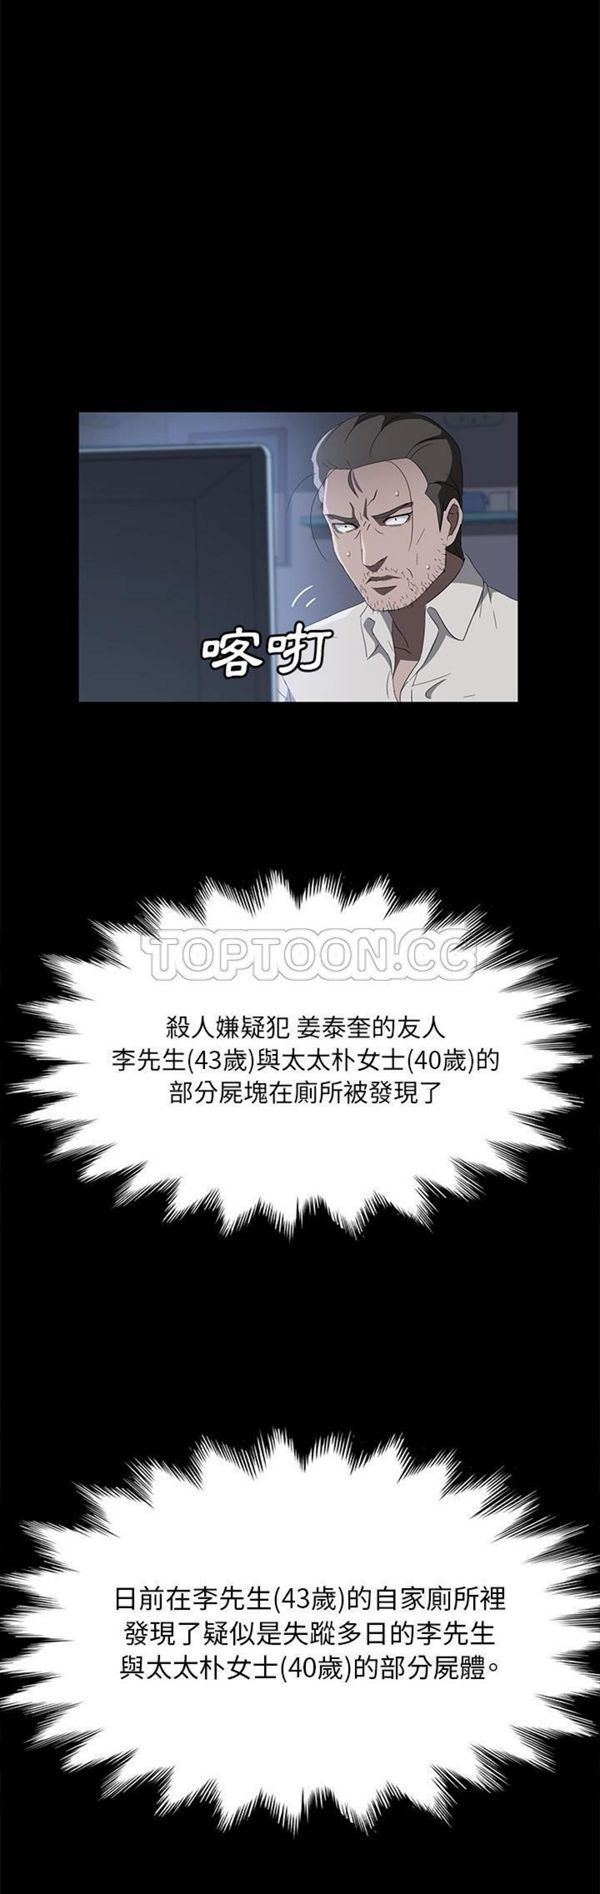 喀啦
TOPTOON.CC
殺人嫌疑犯 姜泰奎的友人
李先生(43歲)與太太朴女士(40歲)的
部分屍塊在廁所被發現了
日前在李先生(43歲)的自家廁所裡
發現了疑似是失蹤多日的李先生
與太太朴女士(40歲)的部分屍體。